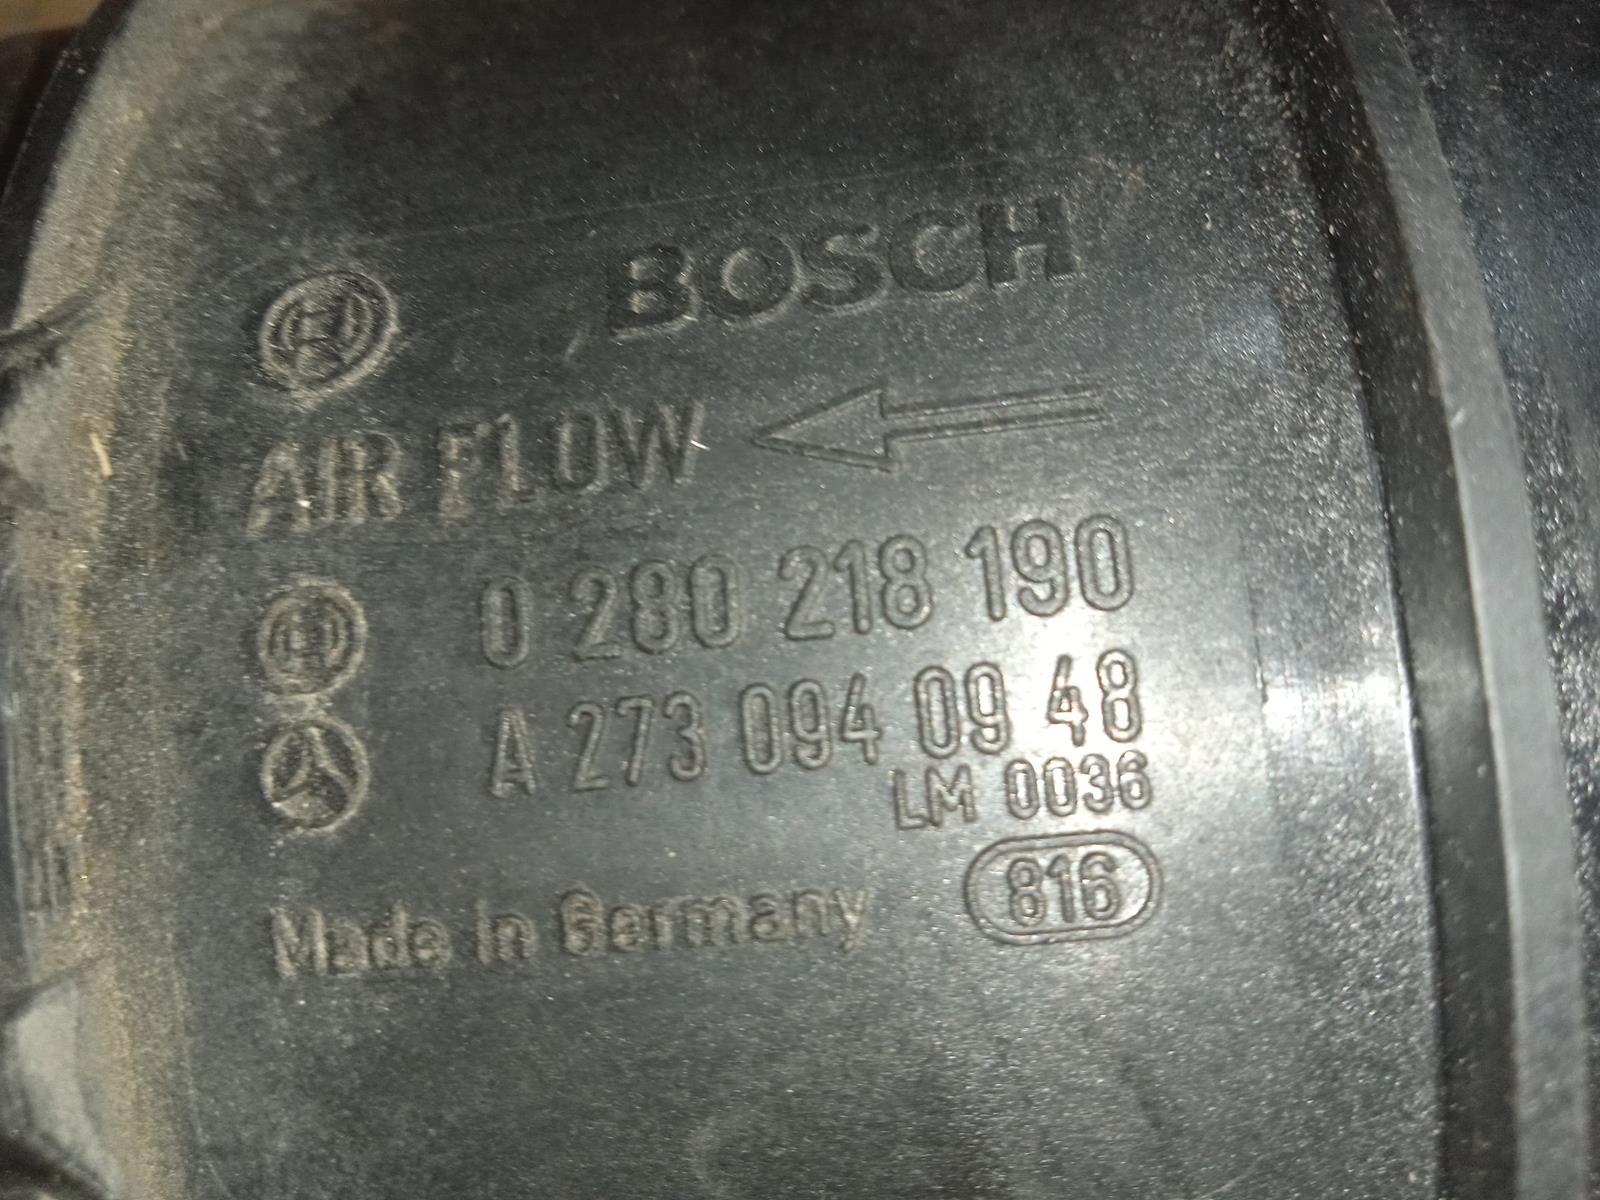 BOSCH
AIR FLOW
0 280 218 190
A 273 094 09 48
LM 0036
816
Made in Germany